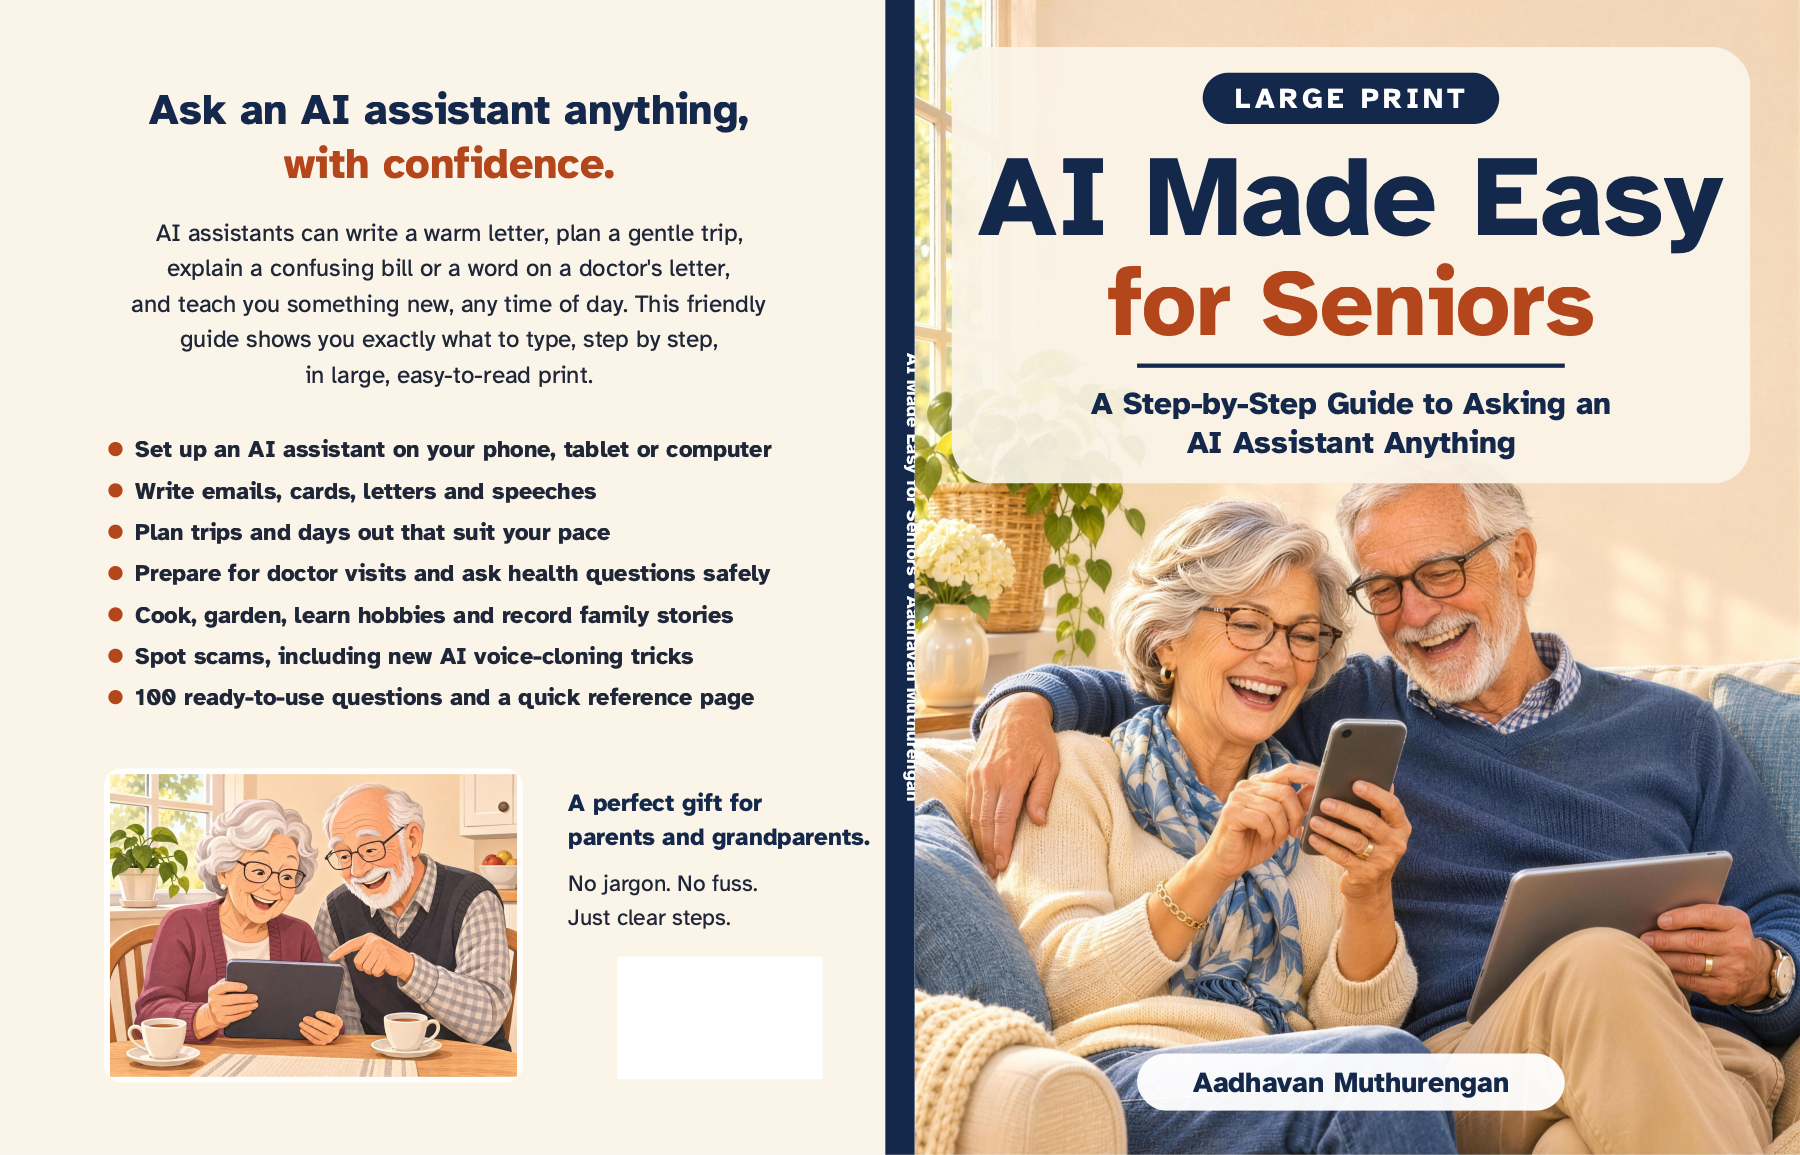 Ask an AI assistant anything,
with confidence.
AI assistants can write a warm letter, plan a gentle trip,
explain a confusing bill or a word on a doctor's letter,
and teach you something new, any time of day. This friendly
guide shows you exactly what to type, step by step,
in large, easy-to-read print.
Set up an AI assistant on your phone, tablet or computer
Write emails, cards, letters and speeches
Plan trips and days out that suit your pace
Prepare for doctor visits and ask health questions safely
Cook, garden, learn hobbies and record family stories
Spot scams, including new AI voice-cloning tricks
100 ready-to-use questions and a quick reference page
A perfect gift for
parents and grandparents.
No jargon. No fuss.
Just clear steps.
AI Made Easy for Seniors • Aadhavan Muthurengan
LARGE PRINT
AI Made Easy
for Seniors
A Step-by-Step Guide to Asking an
AI Assistant Anything
Aadhavan Muthurengan